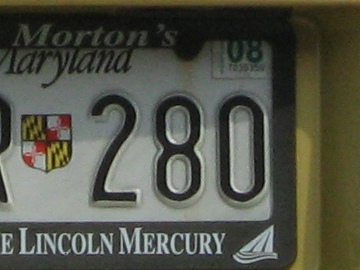 Morton's
Maryland
08
R 280
E LINCOLN MERCURY